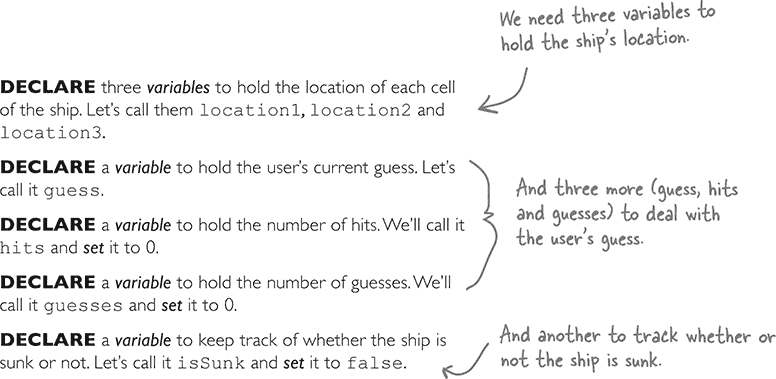 We need three variables to
hold the ship's location.
DECLARE three variables to hold the location of each cell
of the ship. Let's call them location1, location2 and
location3.
DECLARE a variable to hold the user's current guess. Let's
call it guess.
DECLARE a variable to hold the number of hits. We'll call it
hits and set it to 0.
DECLARE a variable to hold the number of guesses. We'll
call it guesses and set it to 0.
And three more (guess, hits
and guesses) to deal with
the user's guess.
DECLARE a variable to keep track of whether the ship is
sunk or not. Let's call it isSunk and set it to false.
And another to track whether or
not the ship is sunk.